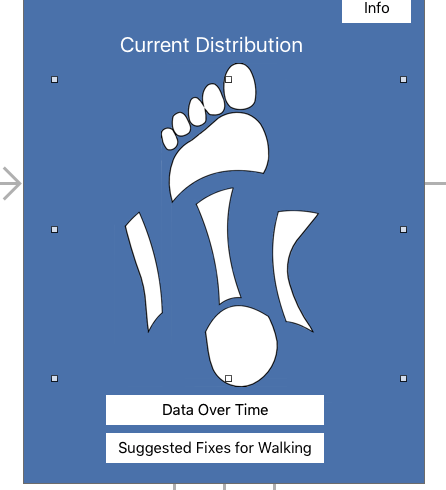 Info
Current Distribution
Data Over Time
Suggested Fixes for Walking